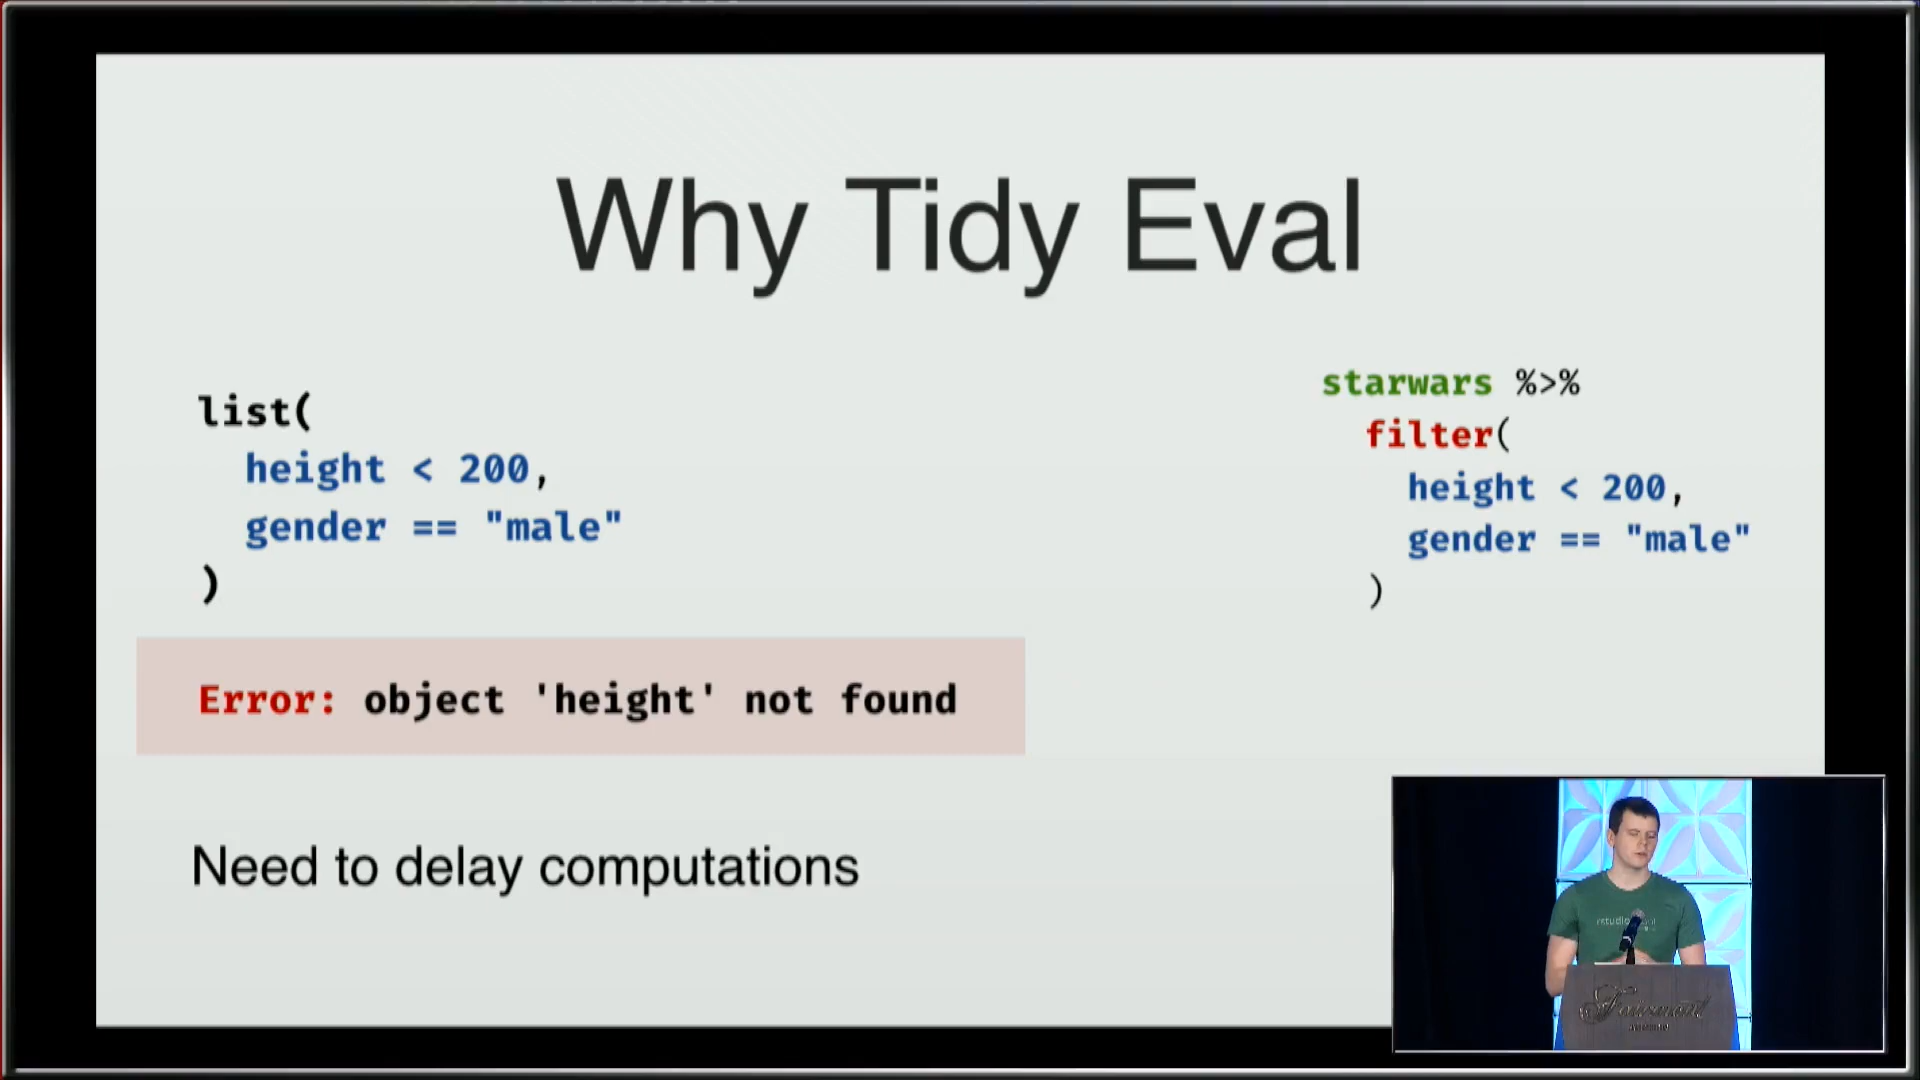 Why Tidy Eval
list(
height < 200,
gender == "male"
)
Error: object 'height' not found
Need to delay computations
starwars %>%
filter(
height < 200,
gender == "male"
)
Fairmont